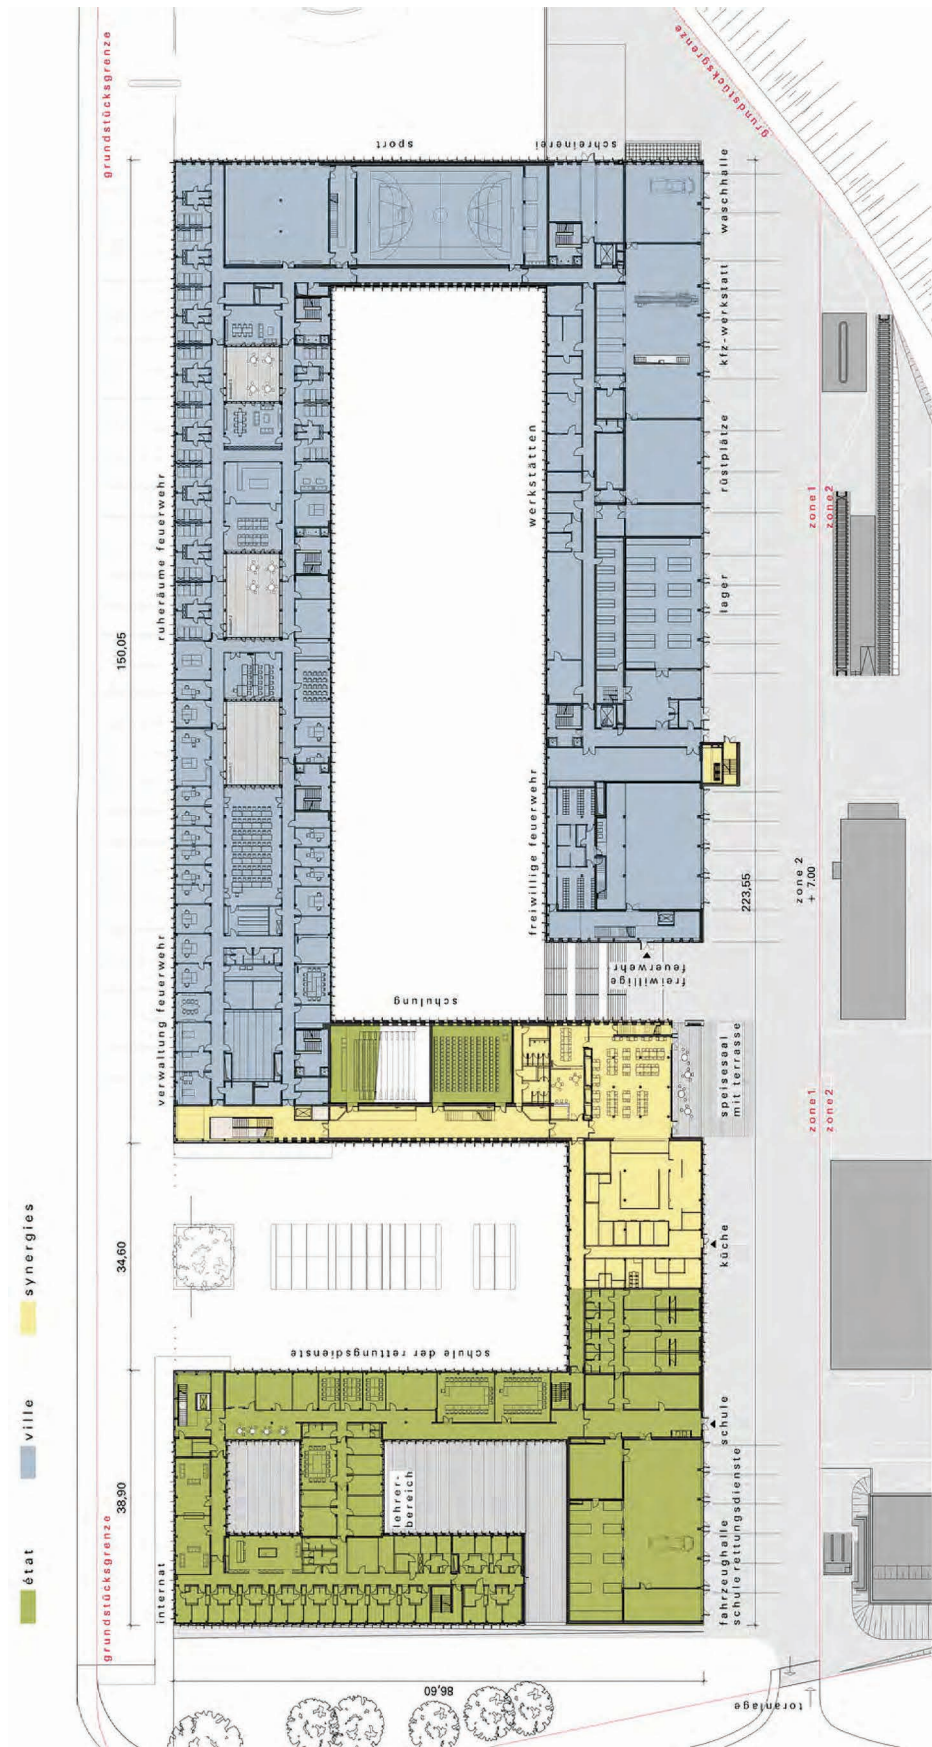 grundstücksgrenze
grundstücksgrenze
sport
schreinerei
waschhalle
kfz-werkstatt
rüstplätze
lager
ruheräume feuerwehr
werkstätten
zone1
zone2
150,05
freiwillige feuerwehr
223,55
zone 2
+ 7.00
verwaltung feuerwehr
schulung
freiwillige
feuerwehr
speisesaal
mit terrasse
zone1
zone2
synergies
ville
état
34,60
küche
schule der rettungsdienste
schule
38,90
lehrer-
bereich
fahrzeughalle
schule rettungsdienste
grundstücksgrenze
internat
86,60
toranlage